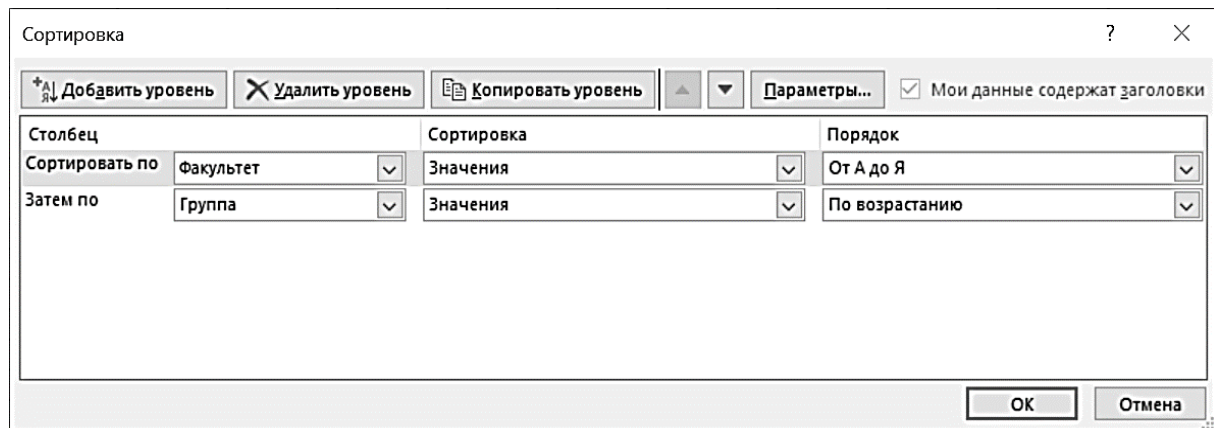 Сортировка ?
Добавить уровень Удалить уровень Копировать уровень Параметры... Мои данные содержат заголовки
Столбец Сортировка Порядок
Сортировать по Факультет Значения От А до Я
Затем по Группа Значения По возрастанию
ОК Отмена